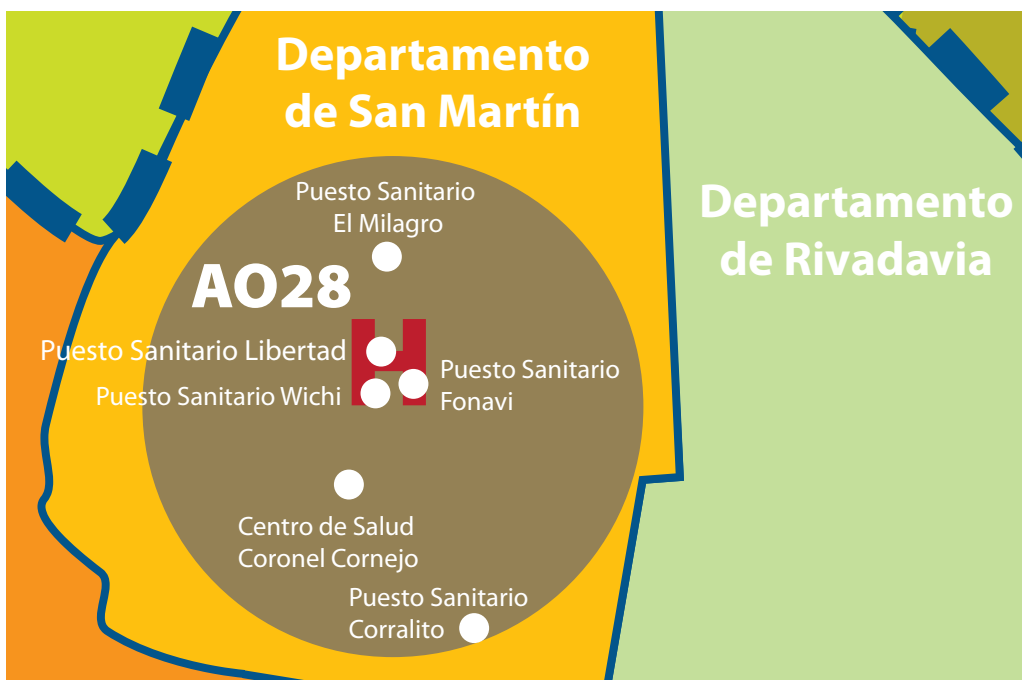 Departamento
de San Martín
Departamento
de Rivadavia
Puesto Sanitario
El Milagro
AO28
H
Puesto Sanitario Libertad
Puesto Sanitario Wichi
Puesto Sanitario
Fonavi
Centro de Salud
Coronel Cornejo
Puesto Sanitario
Corralito